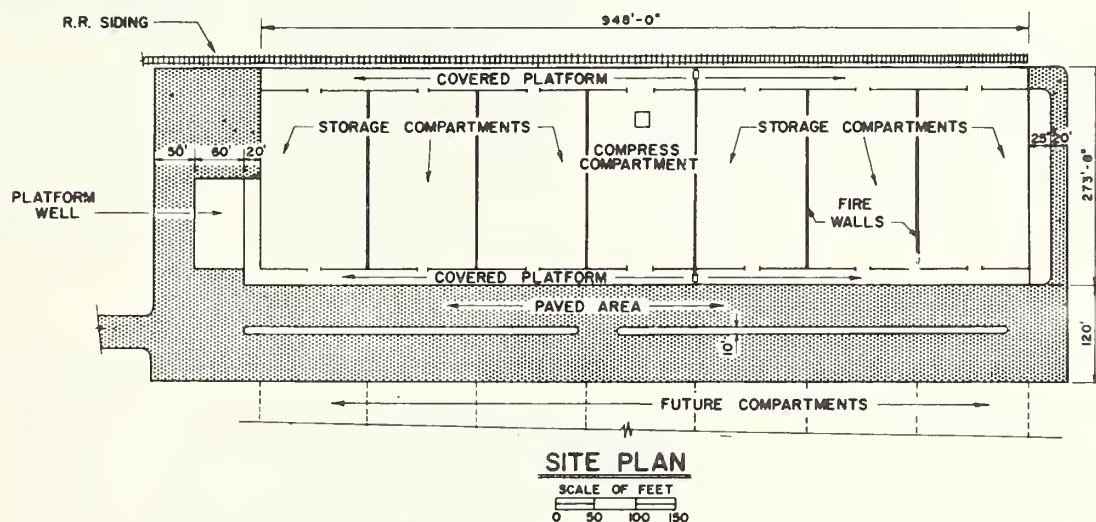 948'-0"
R.R. SIDING
COVERED PLATFORM
STORAGE COMPARTMENTS
STORAGE COMPARTMENTS
COMPRESS
COMPARTMENT
50' 60' 20'
25' 20'
273'-8"
PLATFORM
WELL
FIRE
WALLS
COVERED PLATFORM
PAVED AREA
10'
120'
FUTURE COMPARTMENTS
SITE PLAN
SCALE OF FEET
0 50 100 150